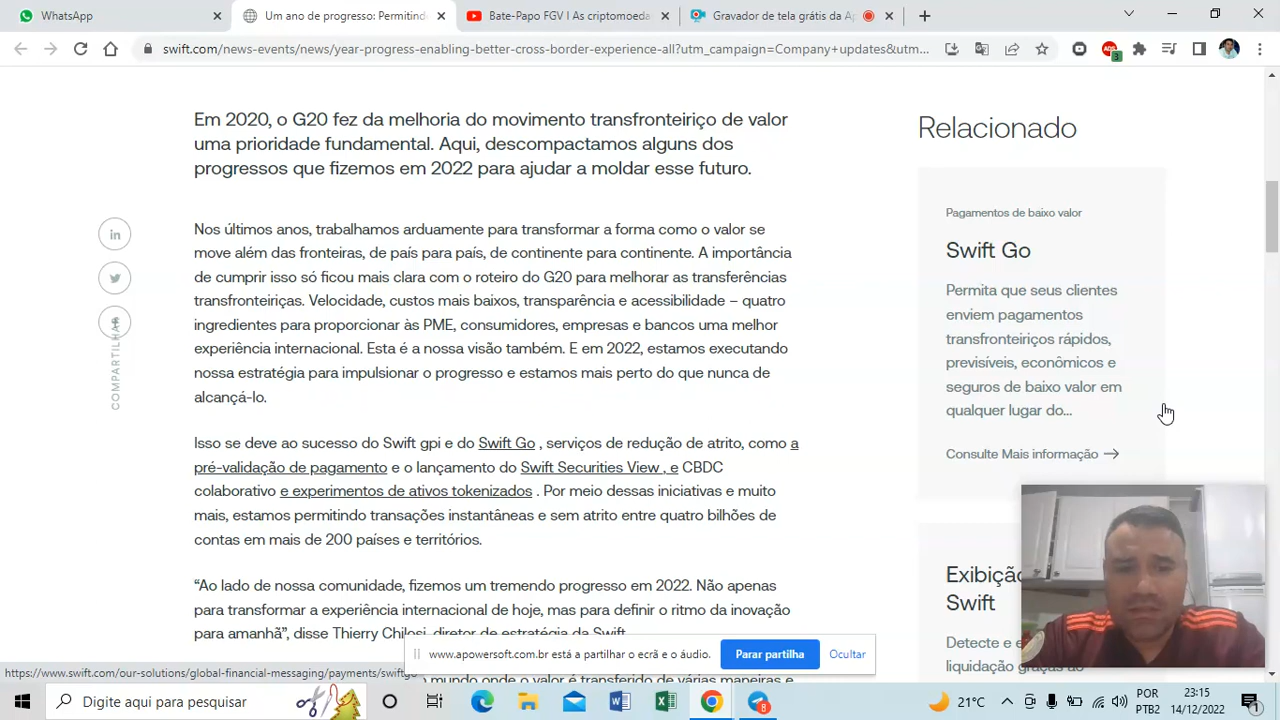 WhatsApp
Um ano de progresso: Permitind
Bate-Papo FGV I As criptomoeda
Gravador de tela grátis da Ap
swift.com/news-events/news/year-progress-enabling-better-cross-border-experience-all?utm_campaign=Company+updates&utm...
3
Em 2020, o G20 fez da melhoria do movimento transfronteiriço de valor
uma prioridade fundamental. Aqui, descompactamos alguns dos
progressos que fizemos em 2022 para ajudar a moldar esse futuro.
Nos últimos anos, trabalhamos arduamente para transformar a forma como o valor se
move além das fronteiras, de país para país, de continente para continente. A importância
de cumprir isso só ficou mais clara com o roteiro do G20 para melhorar as transferências
transfronteiriças. Velocidade, custos mais baixos, transparência e acessibilidade – quatro
ingredientes para proporcionar às PME, consumidores, empresas e bancos uma melhor
experiência internacional. Esta é a nossa visão também. E em 2022, estamos executando
nossa estratégia para impulsionar o progresso e estamos mais perto do que nunca de
alcançá-lo.
Isso se deve ao sucesso do Swift gpi e do Swift Go , serviços de redução de atrito, como a
pré-validação de pagamento e o lançamento do Swift Securities View , e CBDC
colaborativo e experimentos de ativos tokenizados . Por meio dessas iniciativas e muito
mais, estamos permitindo transações instantâneas e sem atrito entre quatro bilhões de
contas em mais de 200 países e territórios.
“Ao lado de nossa comunidade, fizemos um tremendo progresso em 2022. Não apenas
para transformar a experiência internacional de hoje, mas para definir o ritmo da inovação
para amanhã”, disse Thierry Chilosi, diretor de estratégia da Swift.
mundo onde o valor é transferido de várias maneiras e
in
COMPARTILHAR
Relacionado
Pagamentos de baixo valor
Swift Go
Permita que seus clientes
enviem pagamentos
transfronteiriços rápidos,
previsíveis, econômicos e
seguros de baixo valor em
qualquer lugar do...
Consulte Mais informação
Exibição
Swift
Detecte e e
liquidação graças ao
www.apowersoft.com.br está a partilhar o ecrã e o áudio.
Parar partilha
Ocultar
https://www.swift.com/our-solutions/global-financial-messaging/payments/swiftgo
Digite aqui para pesquisar
8
21°C
POR
PTB2
23:15
14/12/2022
1